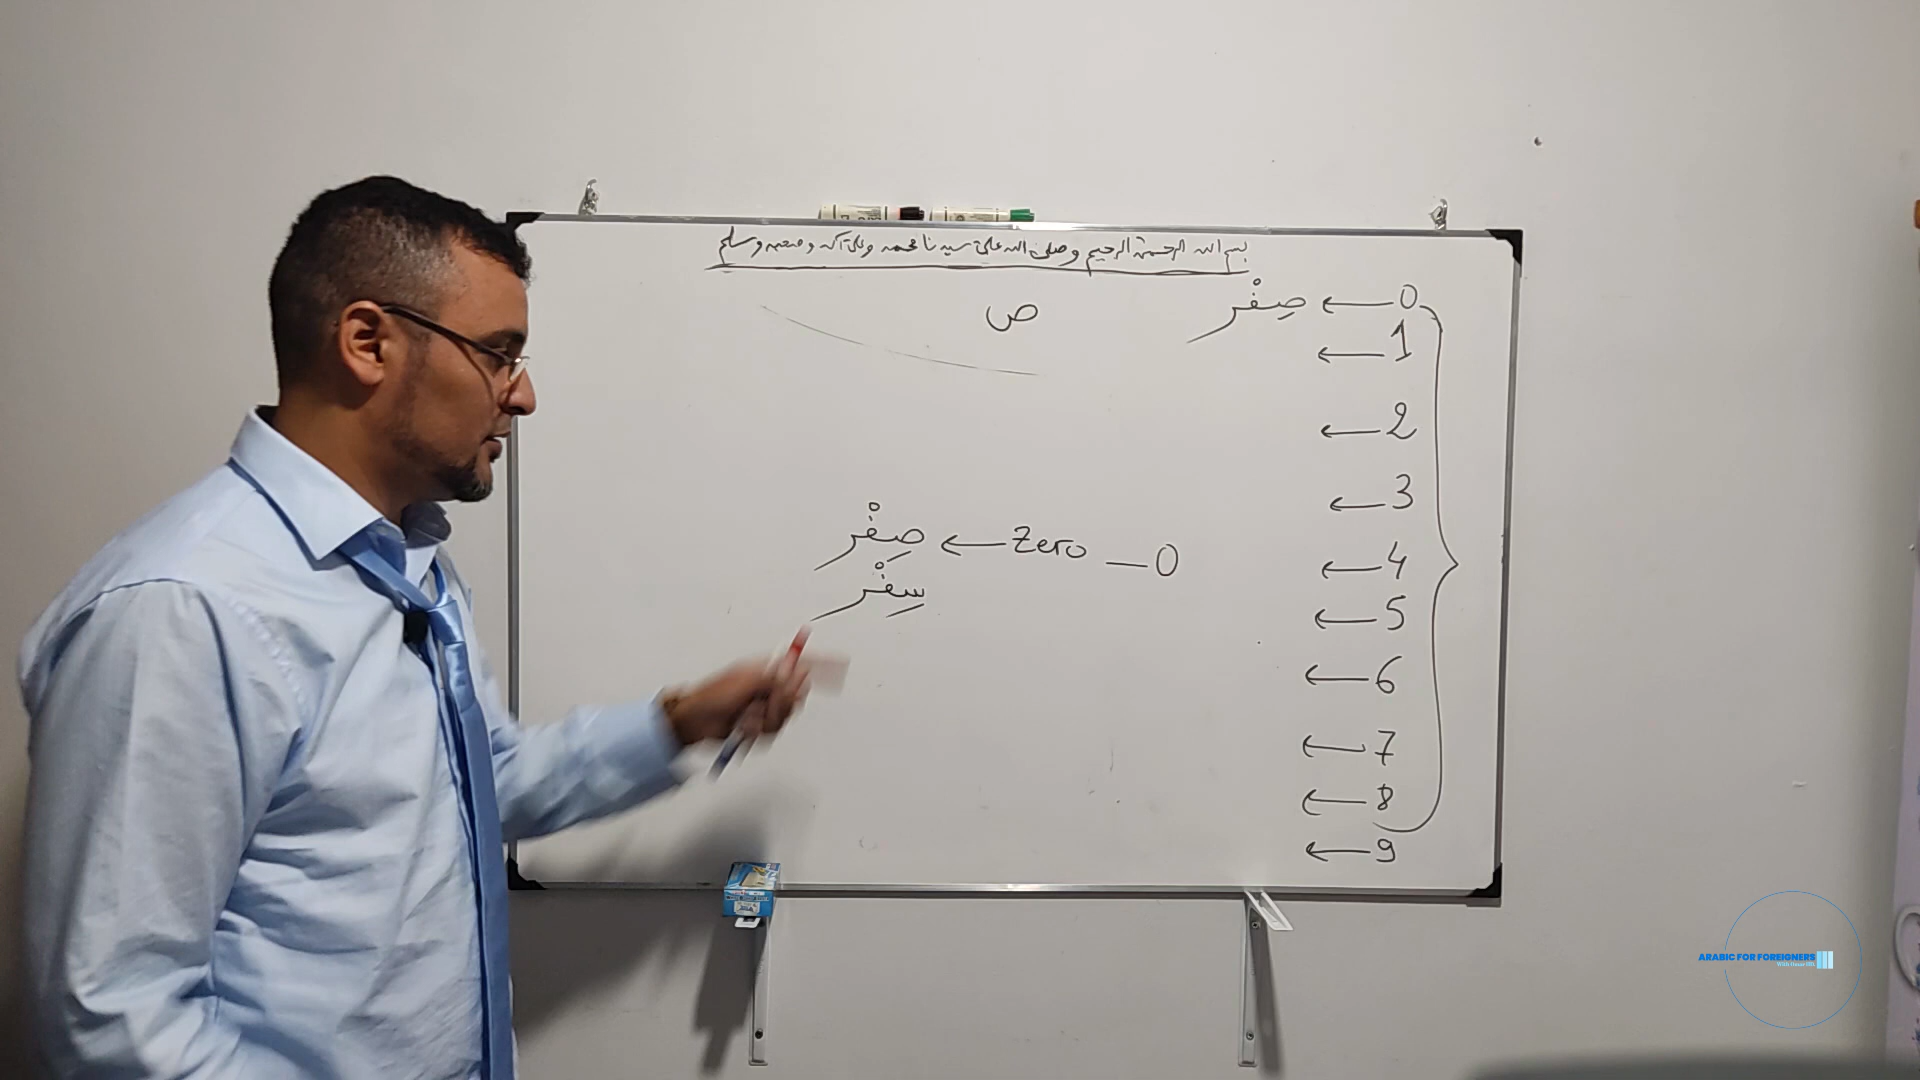 بسم الله الرحمن الرحيم وصلى الله على سيدنا محمد وعلى آله وصحبه وسلم
0 ← صِفْر
ص
1 ←
2 ←
3 ←
4 ←
5 ←
6 ←
7 ←
8 ←
9 ←
0 — Zero ← صِفْر
سِفْر
ARABIC FOR FOREIGNERS